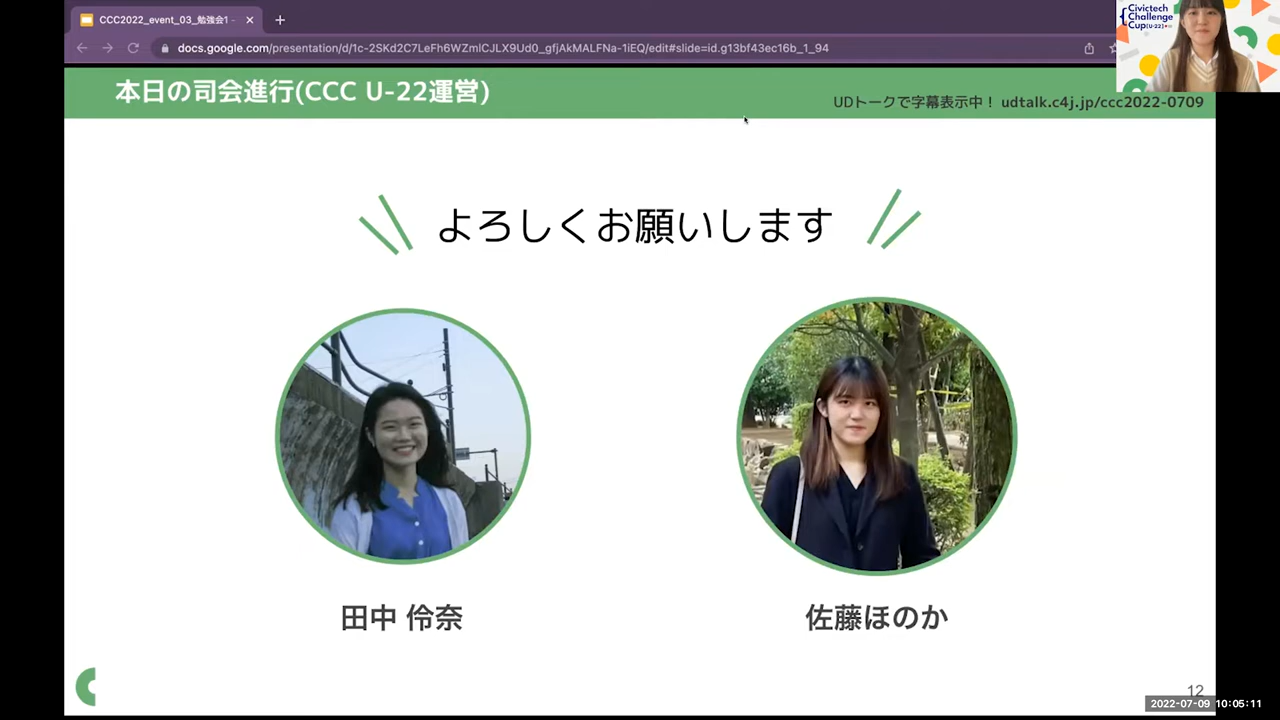 CCC2022_event_03_勉強会1 -
docs.google.com/presentation/d/1c-2SKd2C7LeFh6WZmlCJLX9Ud0_gfjAkMALFNa-1iEQ/edit#slide=id.g13bf43ec16b_1_94
Civictech
Challenge
Cup U-22
本日の司会進行(CCC U-22運営)
UDトークで字幕表示中！ udtalk.c4j.jp/ccc2022-0709
よろしくお願いします
田中 伶奈
佐藤ほのか
12
2022-07-09 10:05:11